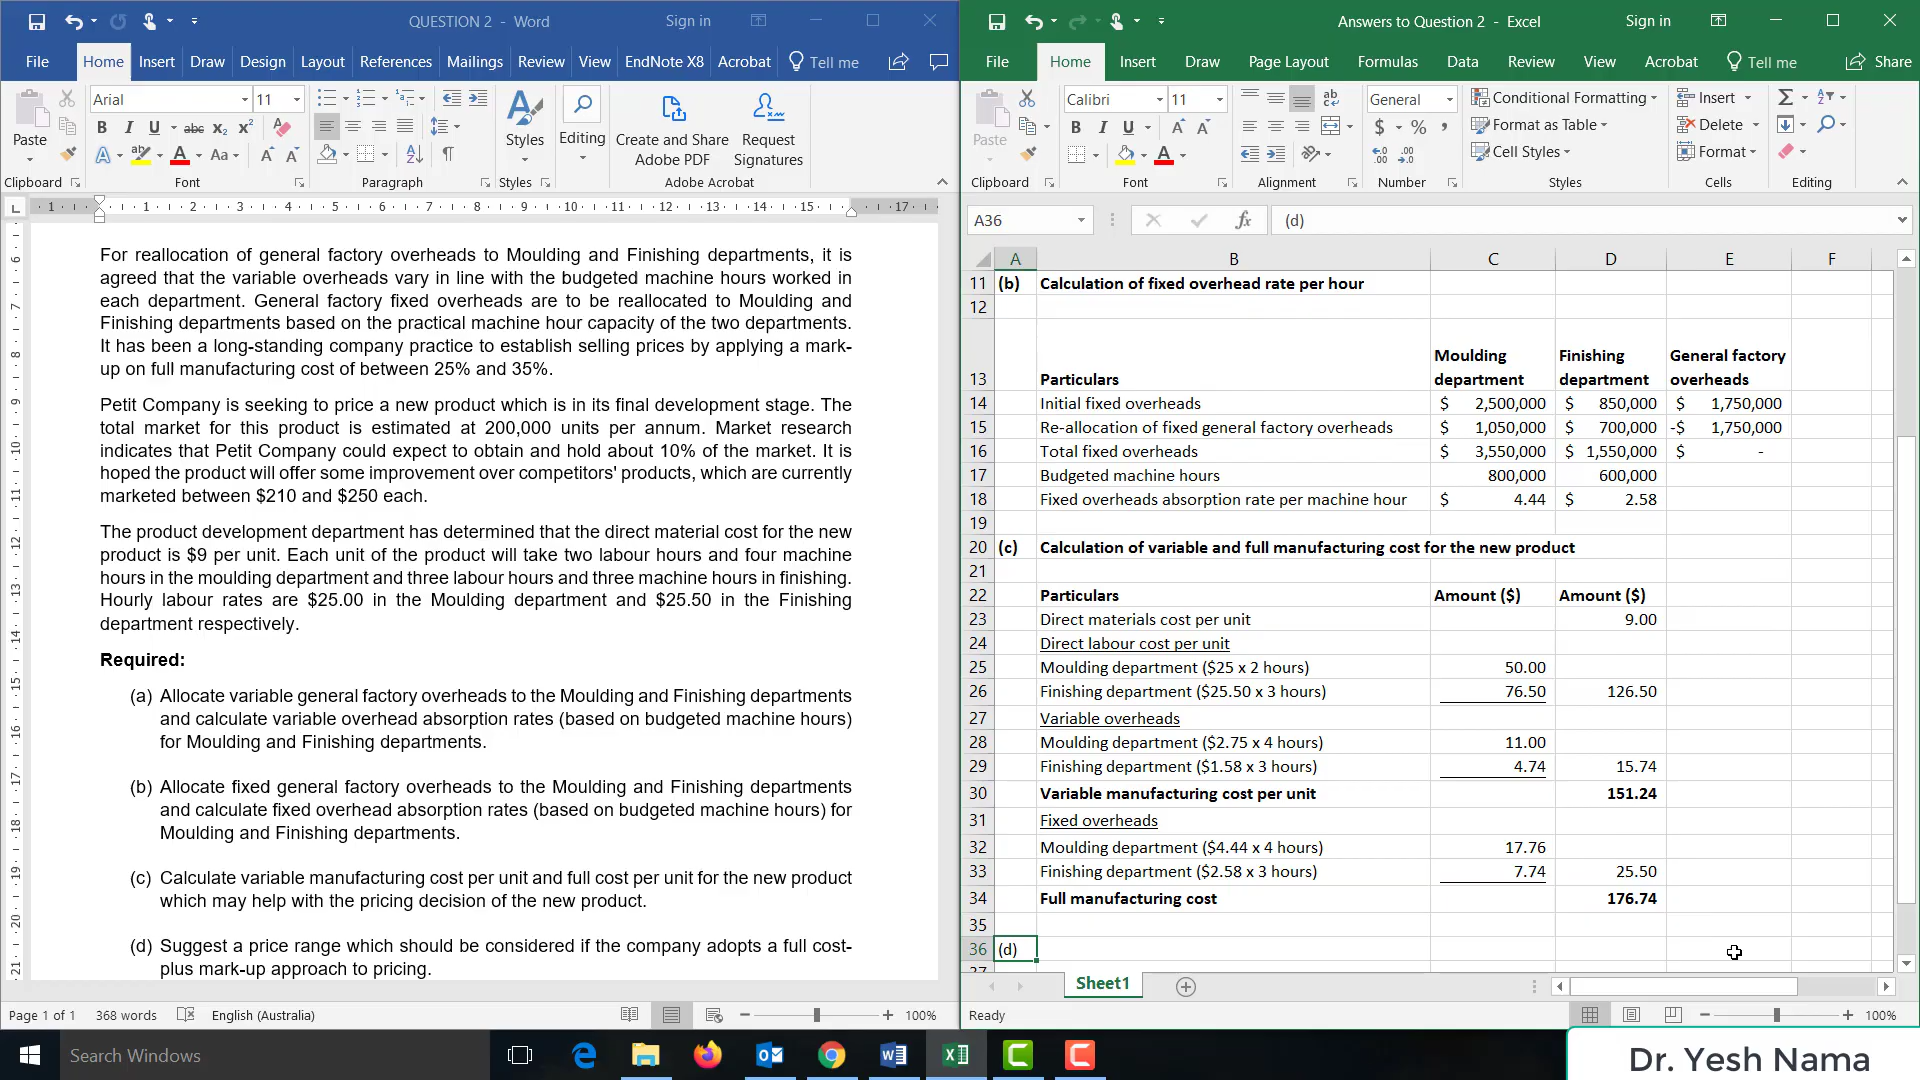 QUESTION 2 - Word
Sign in
File Home Insert Draw Design Layout References Mailings Review View EndNote X8 Acrobat Tell me
Arial 11
Paste
Styles
Editing
Create and Share Adobe PDF
Request Signatures
Clipboard Font Paragraph Styles Adobe Acrobat
For reallocation of general factory overheads to Moulding and Finishing departments, it is
agreed that the variable overheads vary in line with the budgeted machine hours worked in
each department. General factory fixed overheads are to be reallocated to Moulding and
Finishing departments based on the practical machine hour capacity of the two departments.
It has been a long-standing company practice to establish selling prices by applying a mark-
up on full manufacturing cost of between 25% and 35%.
Petit Company is seeking to price a new product which is in its final development stage. The
total market for this product is estimated at 200,000 units per annum. Market research
indicates that Petit Company could expect to obtain and hold about 10% of the market. It is
hoped the product will offer some improvement over competitors' products, which are currently
marketed between $210 and $250 each.
The product development department has determined that the direct material cost for the new
product is $9 per unit. Each unit of the product will take two labour hours and four machine
hours in the moulding department and three labour hours and three machine hours in finishing.
Hourly labour rates are $25.00 in the Moulding department and $25.50 in the Finishing
department respectively.
Required:
(a) Allocate variable general factory overheads to the Moulding and Finishing departments
and calculate variable overhead absorption rates (based on budgeted machine hours)
for Moulding and Finishing departments.
(b) Allocate fixed general factory overheads to the Moulding and Finishing departments
and calculate fixed overhead absorption rates (based on budgeted machine hours) for
Moulding and Finishing departments.
(c) Calculate variable manufacturing cost per unit and full cost per unit for the new product
which may help with the pricing decision of the new product.
(d) Suggest a price range which should be considered if the company adopts a full cost-
plus mark-up approach to pricing.
Page 1 of 1 368 words English (Australia) 100%
Answers to Question 2 - Excel
Sign in
File Home Insert Draw Page Layout Formulas Data Review View Acrobat Tell me Share
Calibri 11
General
Paste
Conditional Formatting
Format as Table
Cell Styles
Insert
Delete
Format
Clipboard Font Alignment Number Styles Cells Editing
A36 fx (d)
A B C D E F
11 (b) Calculation of fixed overhead rate per hour
12
13 Particulars Moulding department Finishing department General factory overheads
14 Initial fixed overheads $ 2,500,000 $ 850,000 $ 1,750,000
15 Re-allocation of fixed general factory overheads $ 1,050,000 $ 700,000 -$ 1,750,000
16 Total fixed overheads $ 3,550,000 $ 1,550,000 $ -
17 Budgeted machine hours 800,000 600,000
18 Fixed overheads absorption rate per machine hour $ 4.44 $ 2.58
19
20 (c) Calculation of variable and full manufacturing cost for the new product
21
22 Particulars Amount ($) Amount ($)
23 Direct materials cost per unit 9.00
24 Direct labour cost per unit
25 Moulding department ($25 x 2 hours) 50.00
26 Finishing department ($25.50 x 3 hours) 76.50 126.50
27 Variable overheads
28 Moulding department ($2.75 x 4 hours) 11.00
29 Finishing department ($1.58 x 3 hours) 4.74 15.74
30 Variable manufacturing cost per unit 151.24
31 Fixed overheads
32 Moulding department ($4.44 x 4 hours) 17.76
33 Finishing department ($2.58 x 3 hours) 7.74 25.50
34 Full manufacturing cost 176.74
35
36 (d)
Sheet1
Ready 100%
Search Windows
Dr. Yesh Nama